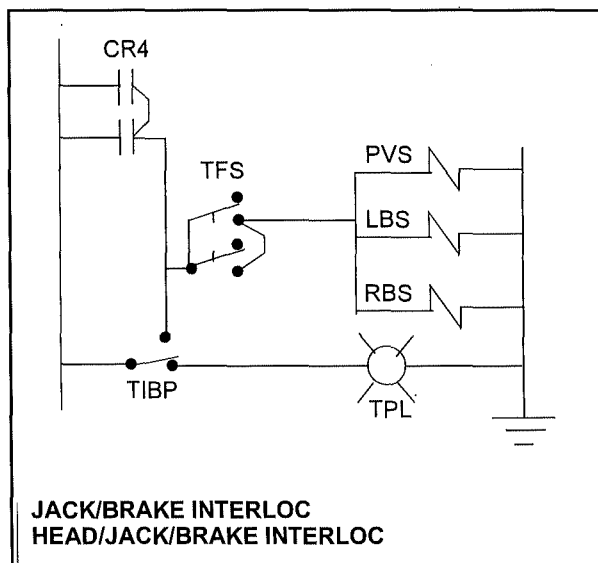 CR4
TFS
PVS
LBS
RBS
TIBP
TPL
JACK/BRAKE INTERLOC
HEAD/JACK/BRAKE INTERLOC